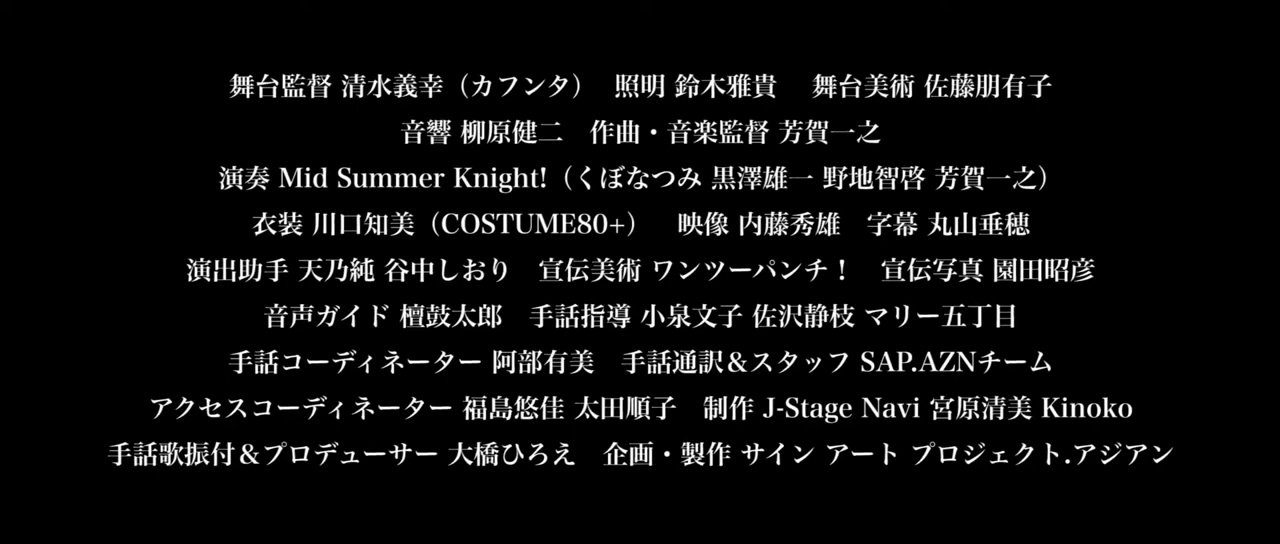 舞台監督 清水義幸（カフンタ）　照明 鈴木雅貴　舞台美術 佐藤朋有子
音響 柳原健二　作曲・音楽監督 芳賀一之
演奏 Mid Summer Knight!（くぼなつみ 黒澤雄一 野地智啓 芳賀一之）
衣装 川口知美（COSTUME80+）　映像 内藤秀雄　字幕 丸山垂穂
演出助手 天乃純 谷中しおり　宣伝美術 ワンツーパンチ！　宣伝写真 園田昭彦
音声ガイド 檀鼓太郎　手話指導 小泉文子 佐沢静枝 マリー五丁目
手話コーディネーター 阿部有美　手話通訳＆スタッフ SAP.AZNチーム
アクセスコーディネーター 福島悠佳 太田順子　制作 J-Stage Navi 宮原清美 Kinoko
手話歌振付＆プロデューサー 大橋ひろえ　企画・製作 サイン アート プロジェクト.アジアン